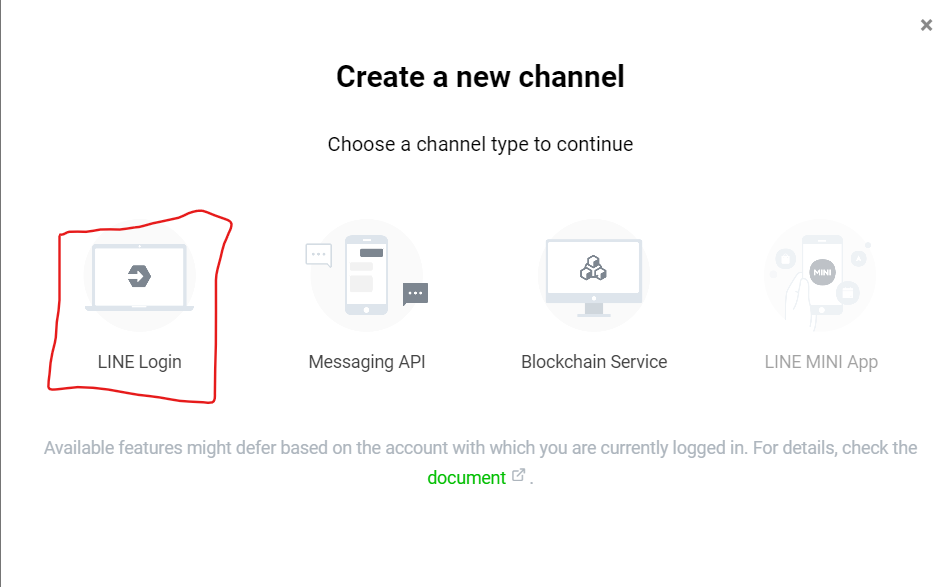 ×
Create a new channel
Choose a channel type to continue
MINI
LINE Login
Messaging API
Blockchain Service
LINE MINI App
Available features might defer based on the account with which you are currently logged in. For details, check the
document .